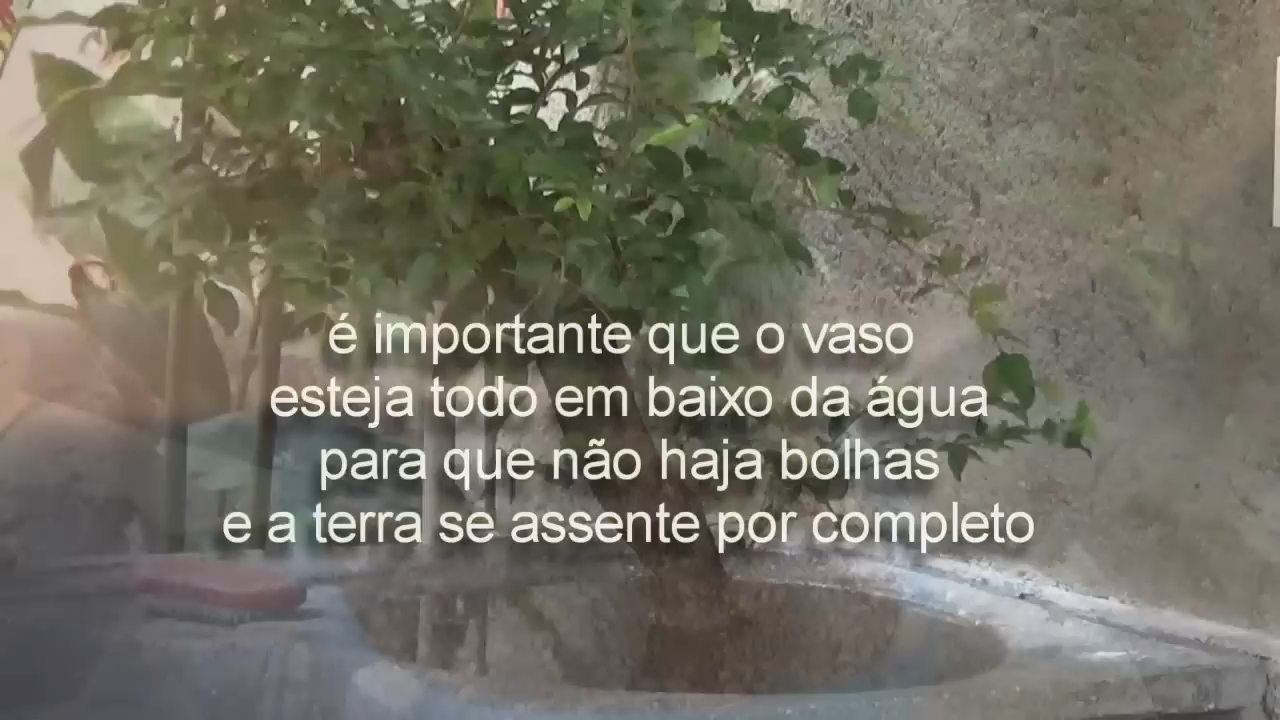 é importante que o vaso
esteja todo em baixo da água
para que não haja bolhas
e a terra se assente por completo